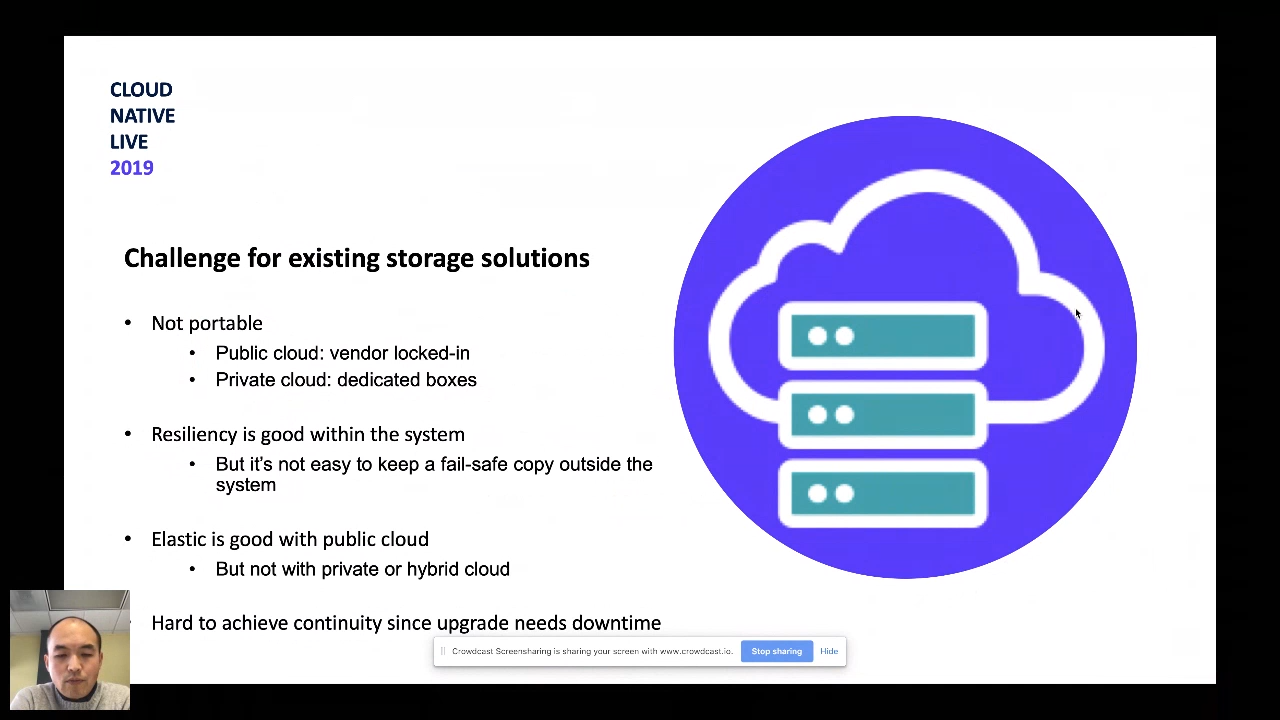 CLOUD
NATIVE
LIVE
2019
Challenge for existing storage solutions
• Not portable
• Public cloud: vendor locked-in
• Private cloud: dedicated boxes
• Resiliency is good within the system
• But it's not easy to keep a fail-safe copy outside the
system
• Elastic is good with public cloud
• But not with private or hybrid cloud
Hard to achieve continuity since upgrade needs downtime
Crowdcast Screensharing is sharing your screen with www.crowdcast.io.
Stop sharing
Hide